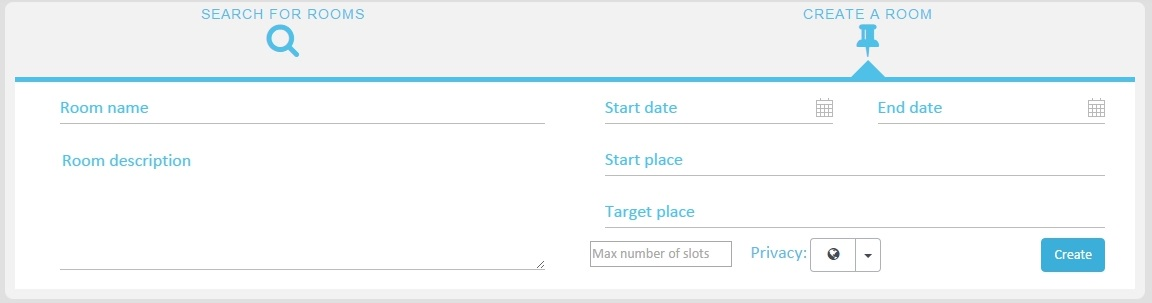 SEARCH FOR ROOMS
CREATE A ROOM
Room name
Start date
End date
Room description
Start place
Target place
Max number of slots
Privacy:
Create